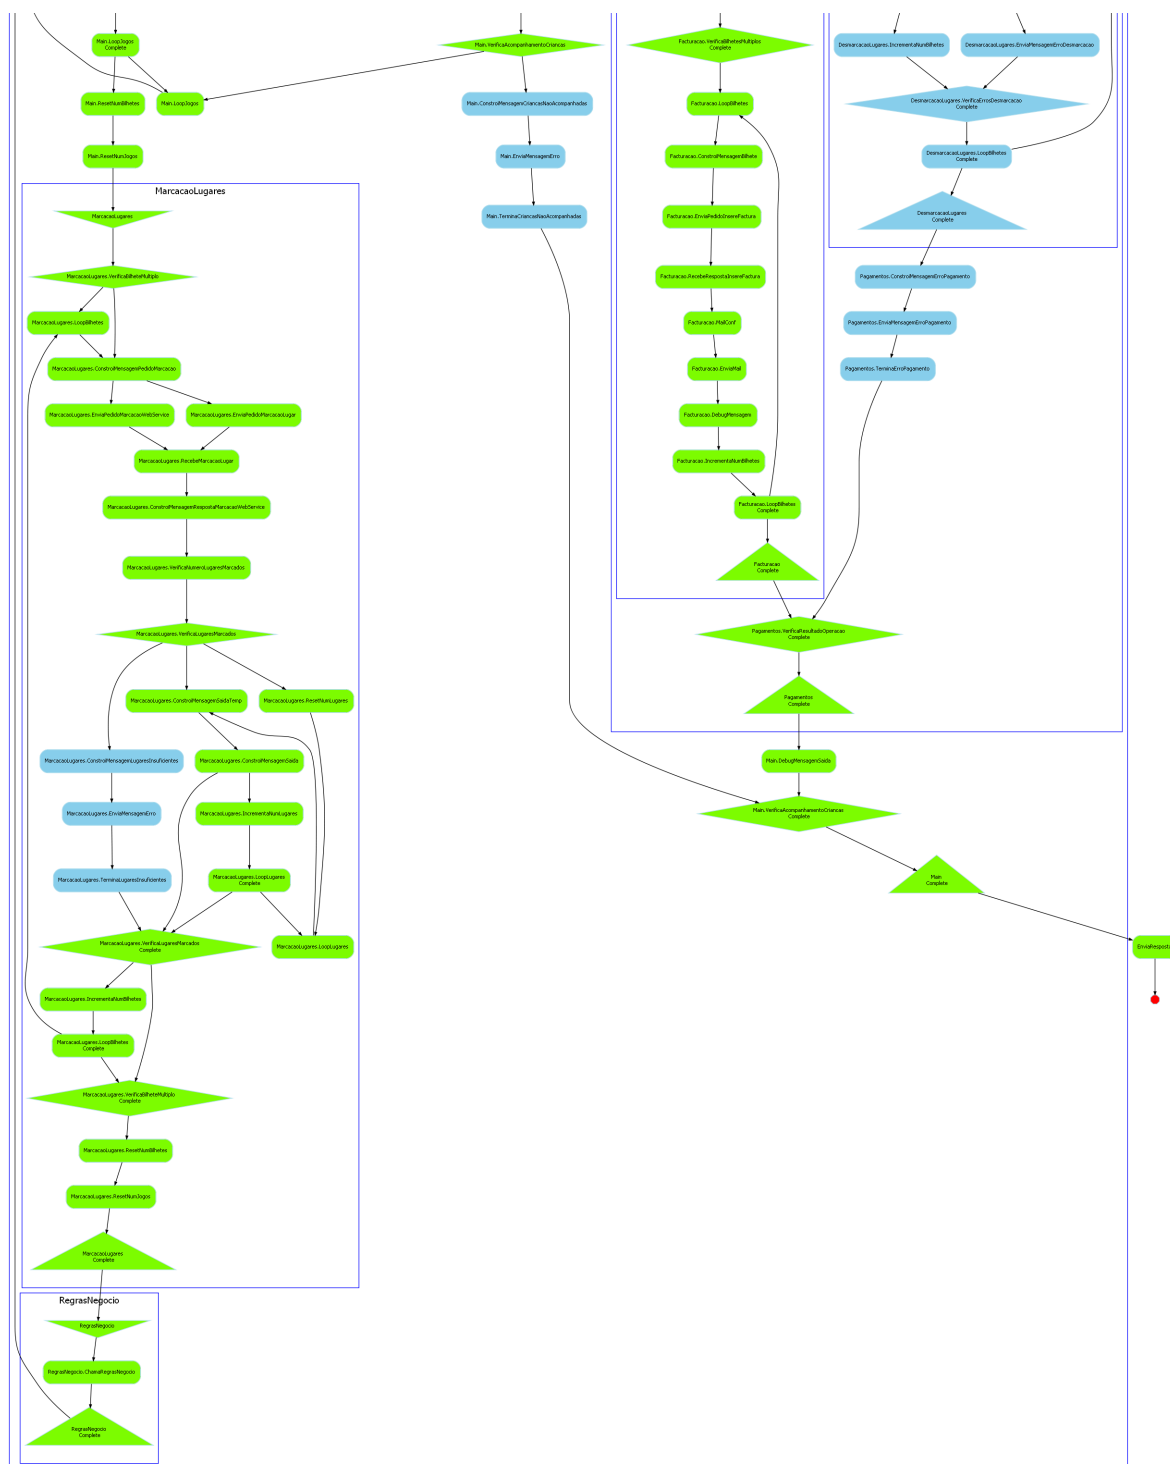 Main.LoopJogos
Complete
Main.ResetNumBilhetes
Main.LoopJogos
Main.ResetNumJogos
MarcacaoLugares
MarcacaoLugares
MarcacaoLugares.VerificaBilheteMultiplo
MarcacaoLugares.LoopBilhetes
MarcacaoLugares.ConstroiMensagemPedidoMarcacao
MarcacaoLugares.EnviaPedidoMarcacaoWebService
MarcacaoLugares.EnviaPedidoMarcacaoLugar
MarcacaoLugares.RecebeMarcacaoLugar
MarcacaoLugares.ConstroiMensagemRespostaMarcacaoWebService
MarcacaoLugares.VerificaNumeroLugaresMarcados
MarcacaoLugares.VerificaLugaresMarcados
MarcacaoLugares.ConstroiMensagemSaidaTemp
MarcacaoLugares.ResetNumLugares
MarcacaoLugares.ConstroiMensagemLugaresInsuficientes
MarcacaoLugares.ConstroiMensagemSaida
MarcacaoLugares.EnviaMensagemErro
MarcacaoLugares.IncrementaNumLugares
MarcacaoLugares.TerminaLugaresInsuficientes
MarcacaoLugares.LoopLugares
Complete
MarcacaoLugares.VerificaLugaresMarcados
Complete
MarcacaoLugares.LoopLugares
MarcacaoLugares.IncrementaNumBilhetes
MarcacaoLugares.LoopBilhetes
Complete
MarcacaoLugares.VerificaBilheteMultiplo
Complete
MarcacaoLugares.ResetNumBilhetes
MarcacaoLugares.ResetNumJogos
MarcacaoLugares
Complete
RegrasNegocio
RegrasNegocio
RegrasNegocio.ChamaRegrasNegocio
RegrasNegocio
Complete
Main.VerificaAcompanhamentoCriancas
Main.ConstroiMensagemCriancasNaoAcompanhadas
Main.EnviaMensagemErro
Main.TerminaCriancasNaoAcompanhadas
Facturacao.VerificaBilhetesMultiplos
Complete
Facturacao.LoopBilhetes
Facturacao.ConstroiMensagemBilhete
Facturacao.EnviaPedidoInsereFactura
Facturacao.RecebeRespostaInsereFactura
Facturacao.MailConf
Facturacao.EnviaMail
Facturacao.DebugMensagem
Facturacao.IncrementaNumBilhetes
Facturacao.LoopBilhetes
Complete
Facturacao
Complete
DesmarcacaoLugares.IncrementaNumBilhetes
DesmarcacaoLugares.EnviaMensagemErroDesmarcacao
DesmarcacaoLugares.VerificaErrosDesmarcacao
Complete
DesmarcacaoLugares.LoopBilhetes
Complete
DesmarcacaoLugares
Complete
Pagamentos.ConstroiMensagemErroPagamento
Pagamentos.EnviaMensagemErroPagamento
Pagamentos.TerminaErroPagamento
Pagamentos.VerificaResultadoOperacao
Complete
Pagamentos
Complete
Main.DebugMensagemSaida
Main.VerificaAcompanhamentoCriancas
Complete
Main
Complete
EnviaResposta